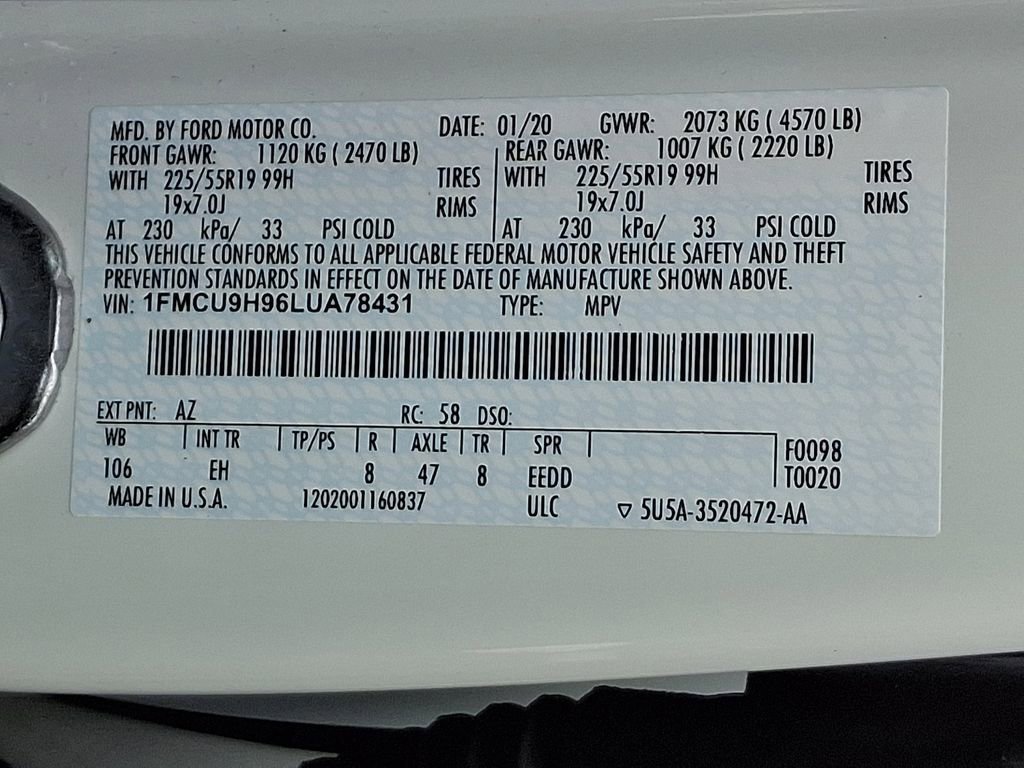 MFD. BY FORD MOTOR CO. DATE: 01/20 GVWR: 2073 KG ( 4570 LB)
FRONT GAWR: 1120 KG ( 2470 LB) REAR GAWR: 1007 KG ( 2220 LB)
WITH 225/55R19 99H TIRES WITH 225/55R19 99H TIRES
19x7.0J RIMS 19x7.0J RIMS
AT 230 kPa/ 33 PSI COLD AT 230 kPa/ 33 PSI COLD
THIS VEHICLE CONFORMS TO ALL APPLICABLE FEDERAL MOTOR VEHICLE SAFETY AND THEFT
PREVENTION STANDARDS IN EFFECT ON THE DATE OF MANUFACTURE SHOWN ABOVE.
VIN: 1FMCU9H96LUA78431 TYPE: MPV
EXT PNT: AZ RC: 58 DSO:
WB INT TR TP/PS R AXLE TR SPR F0098
106 EH 8 47 8 EEDD T0020
MADE IN U.S.A. 1202001160837 ULC ▽ 5U5A-3520472-AA